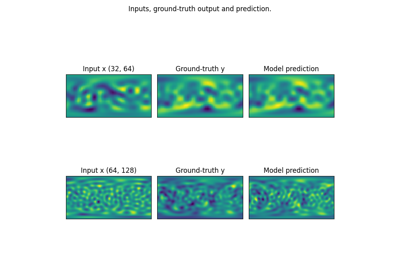 Inputs, ground-truth output and prediction.
Input x (32, 64) Ground-truth y Model prediction
Input x (64, 128) Ground-truth y Model prediction